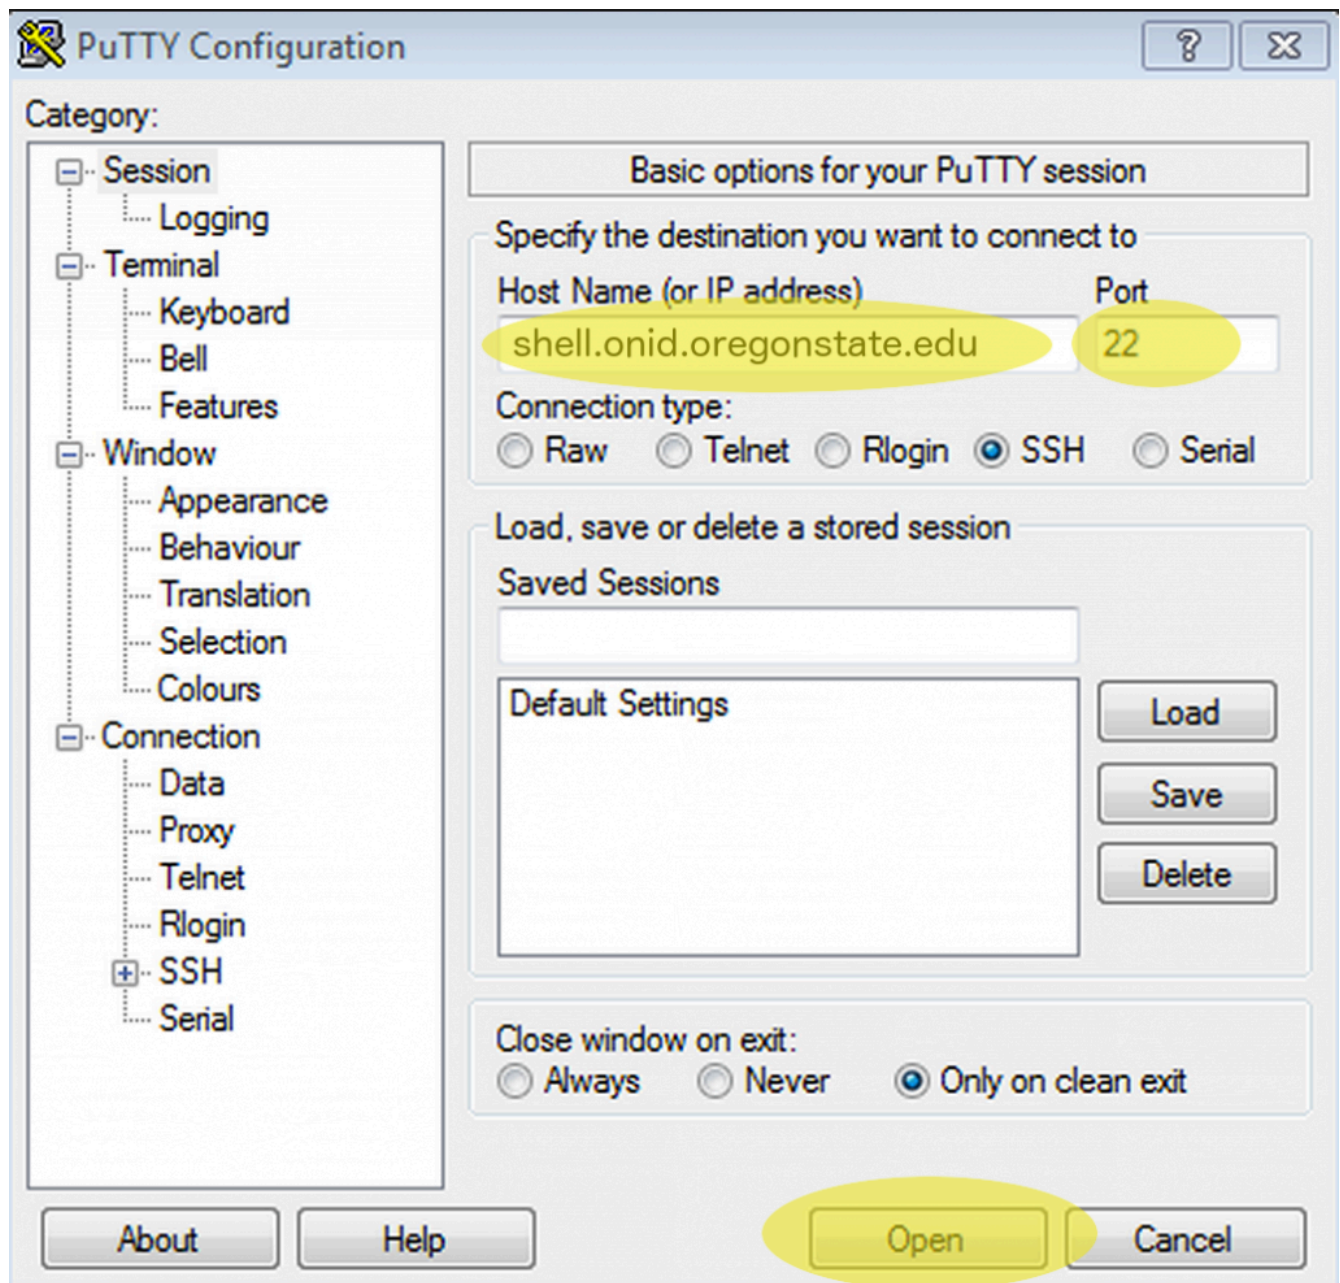 PuTTY Configuration
Category:
Session
Logging
Terminal
Keyboard
Bell
Features
Window
Appearance
Behaviour
Translation
Selection
Colours
Connection
Data
Proxy
Telnet
Rlogin
SSH
Serial
Basic options for your PuTTY session
Specify the destination you want to connect to
Host Name (or IP address) Port
shell.onid.oregonstate.edu 22
Connection type:
Raw Telnet Rlogin SSH Serial
Load, save or delete a stored session
Saved Sessions
Default Settings
Load
Save
Delete
Close window on exit:
Always Never Only on clean exit
About Help Open Cancel